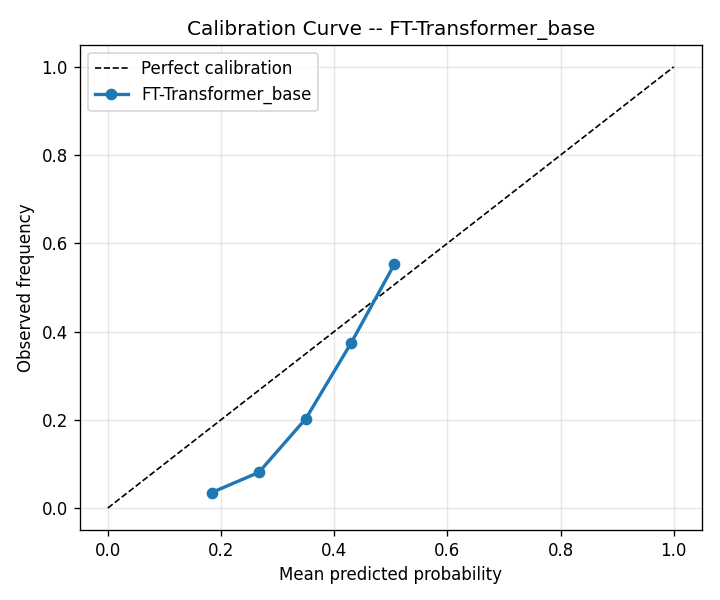 Calibration Curve -- FT-Transformer_base
Perfect calibration
FT-Transformer_base
1.0
0.8
0.6
0.4
0.2
0.0
Observed frequency
0.0 0.2 0.4 0.6 0.8 1.0
Mean predicted probability